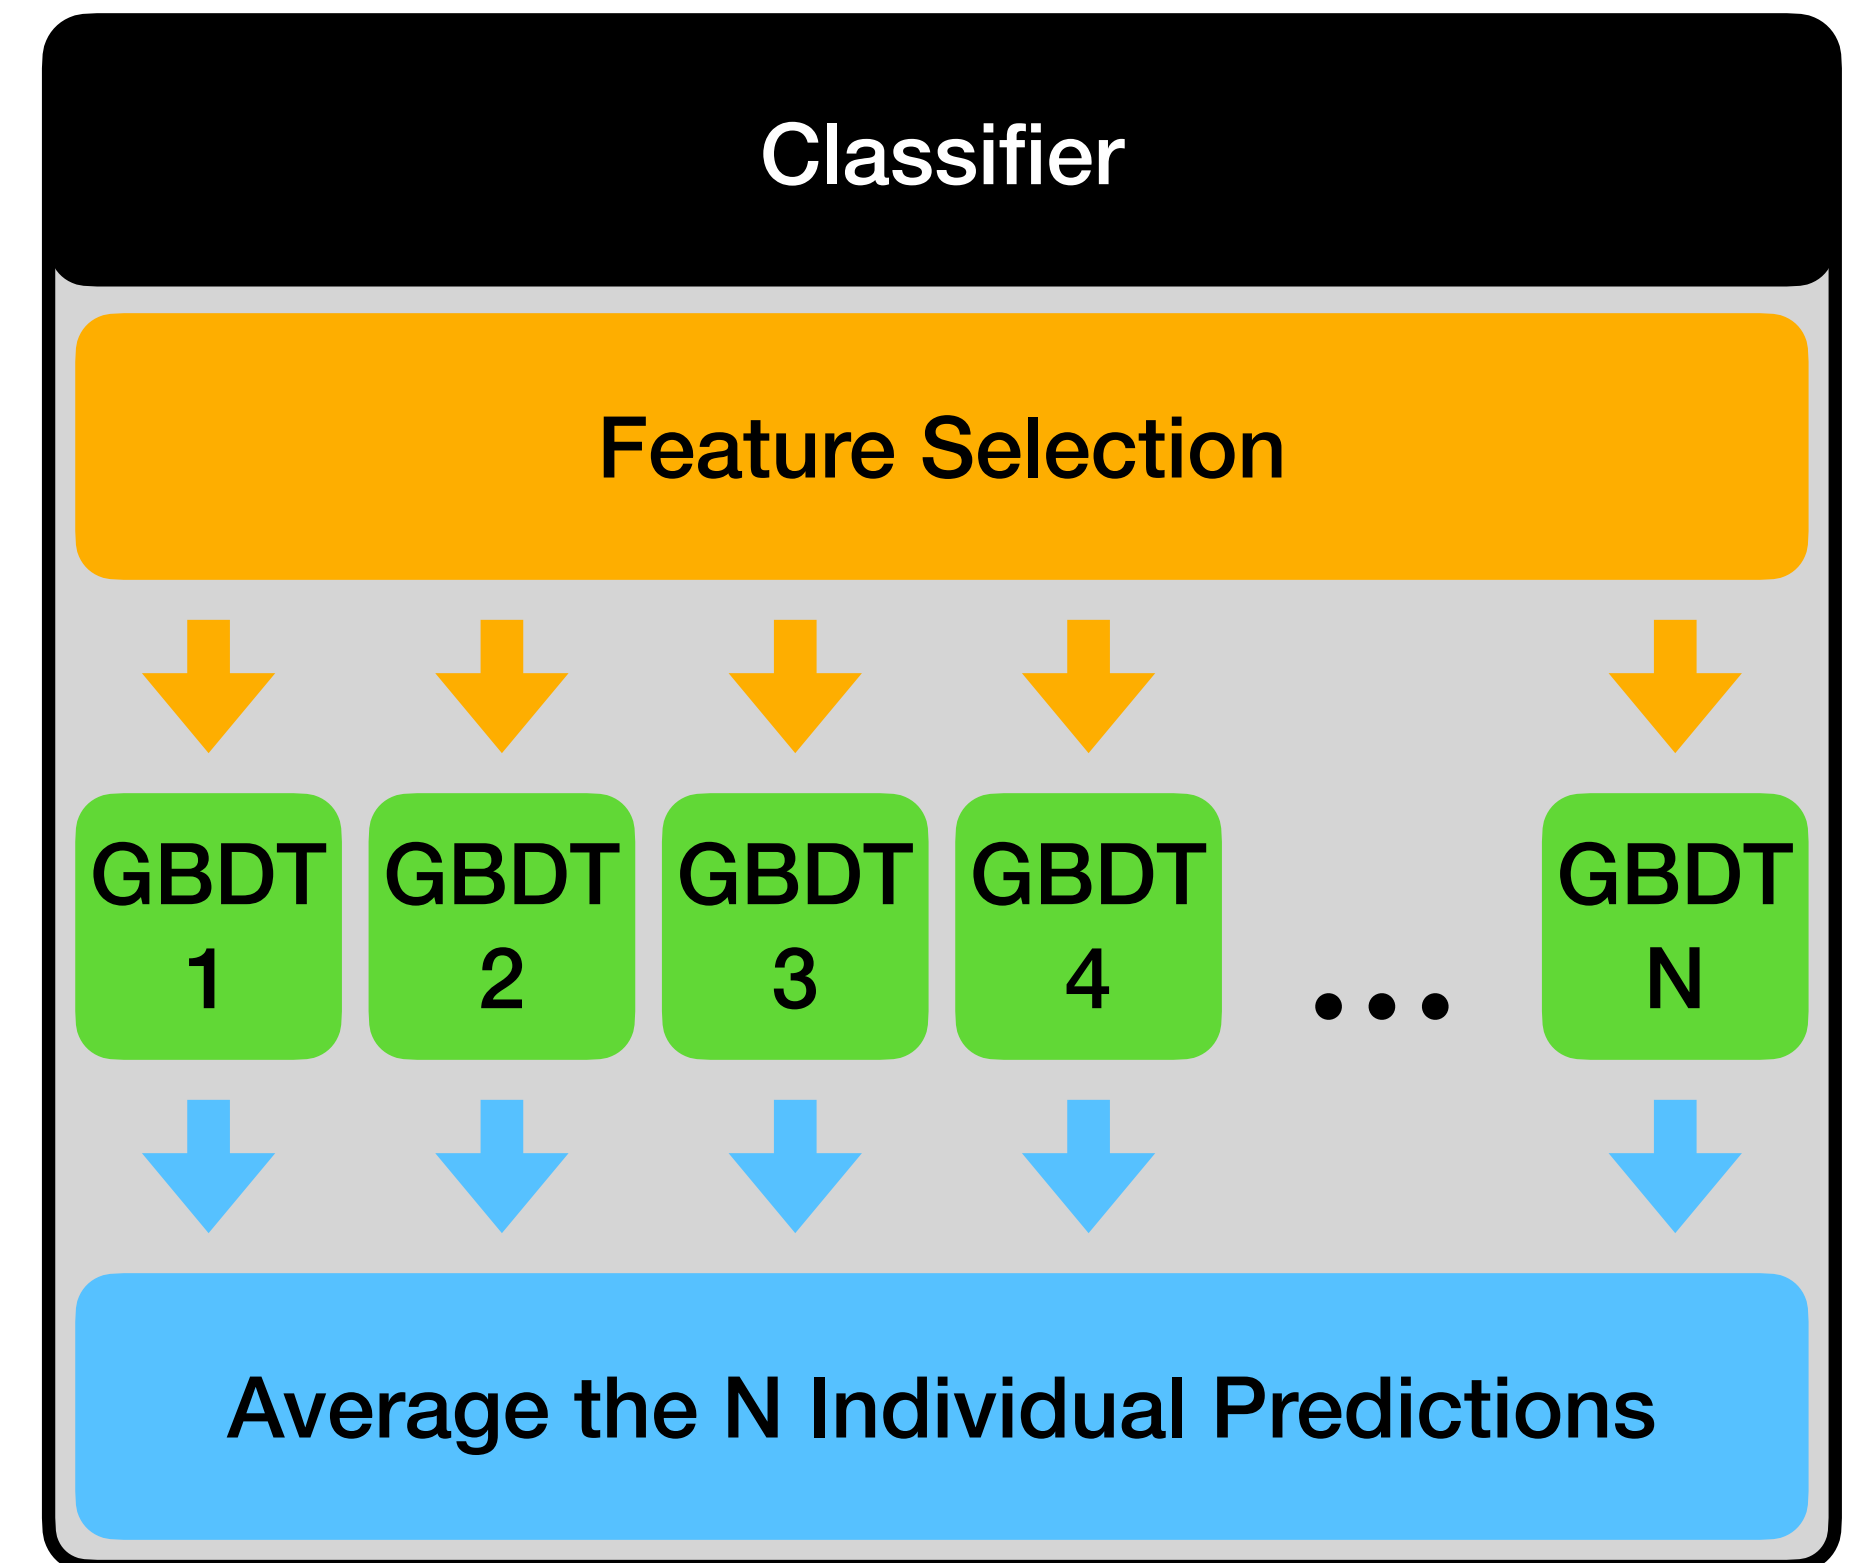 Classifier
Feature Selection
GBDT GBDT GBDT GBDT GBDT
1 2 3 4 ... N
Average the N Individual Predictions